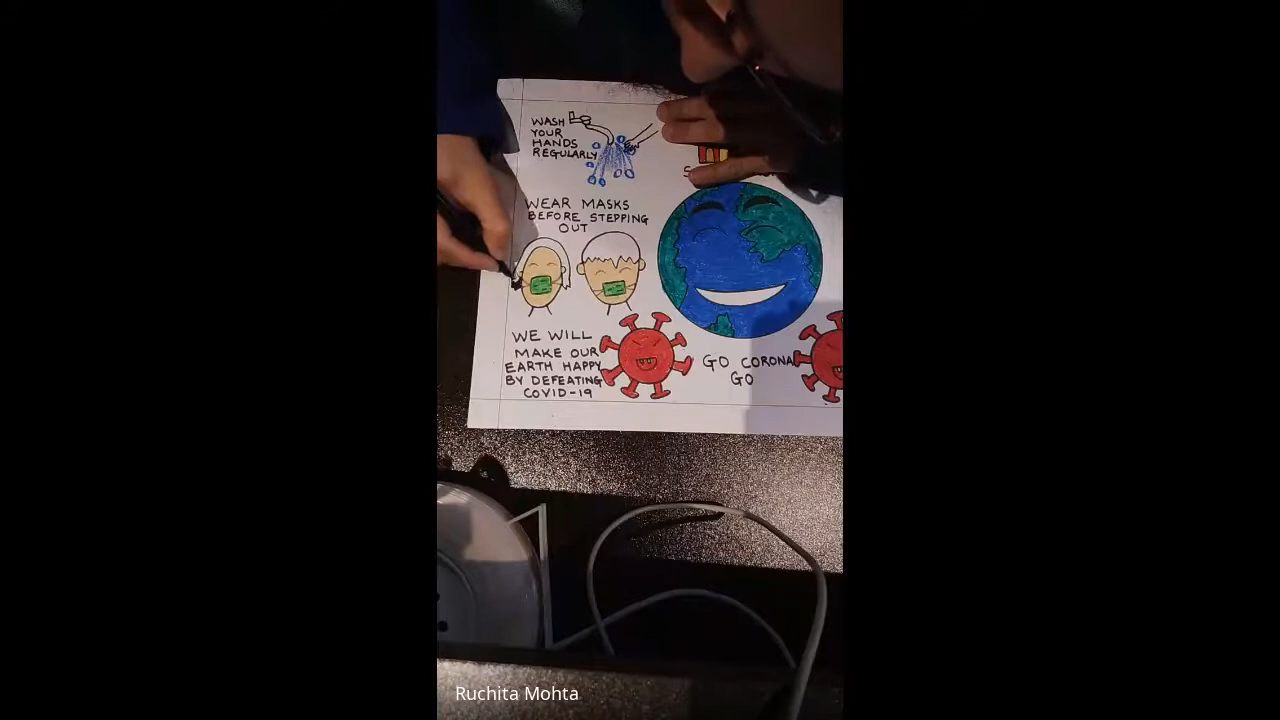 WASH
YOUR
HANDS
REGULARLY
WEAR MASKS
BEFORE STEPPING
OUT
WE WILL
MAKE OUR
EARTH HAPPY
BY DEFEATING
COVID-19
GO CORONA
GO
Ruchita Mohta